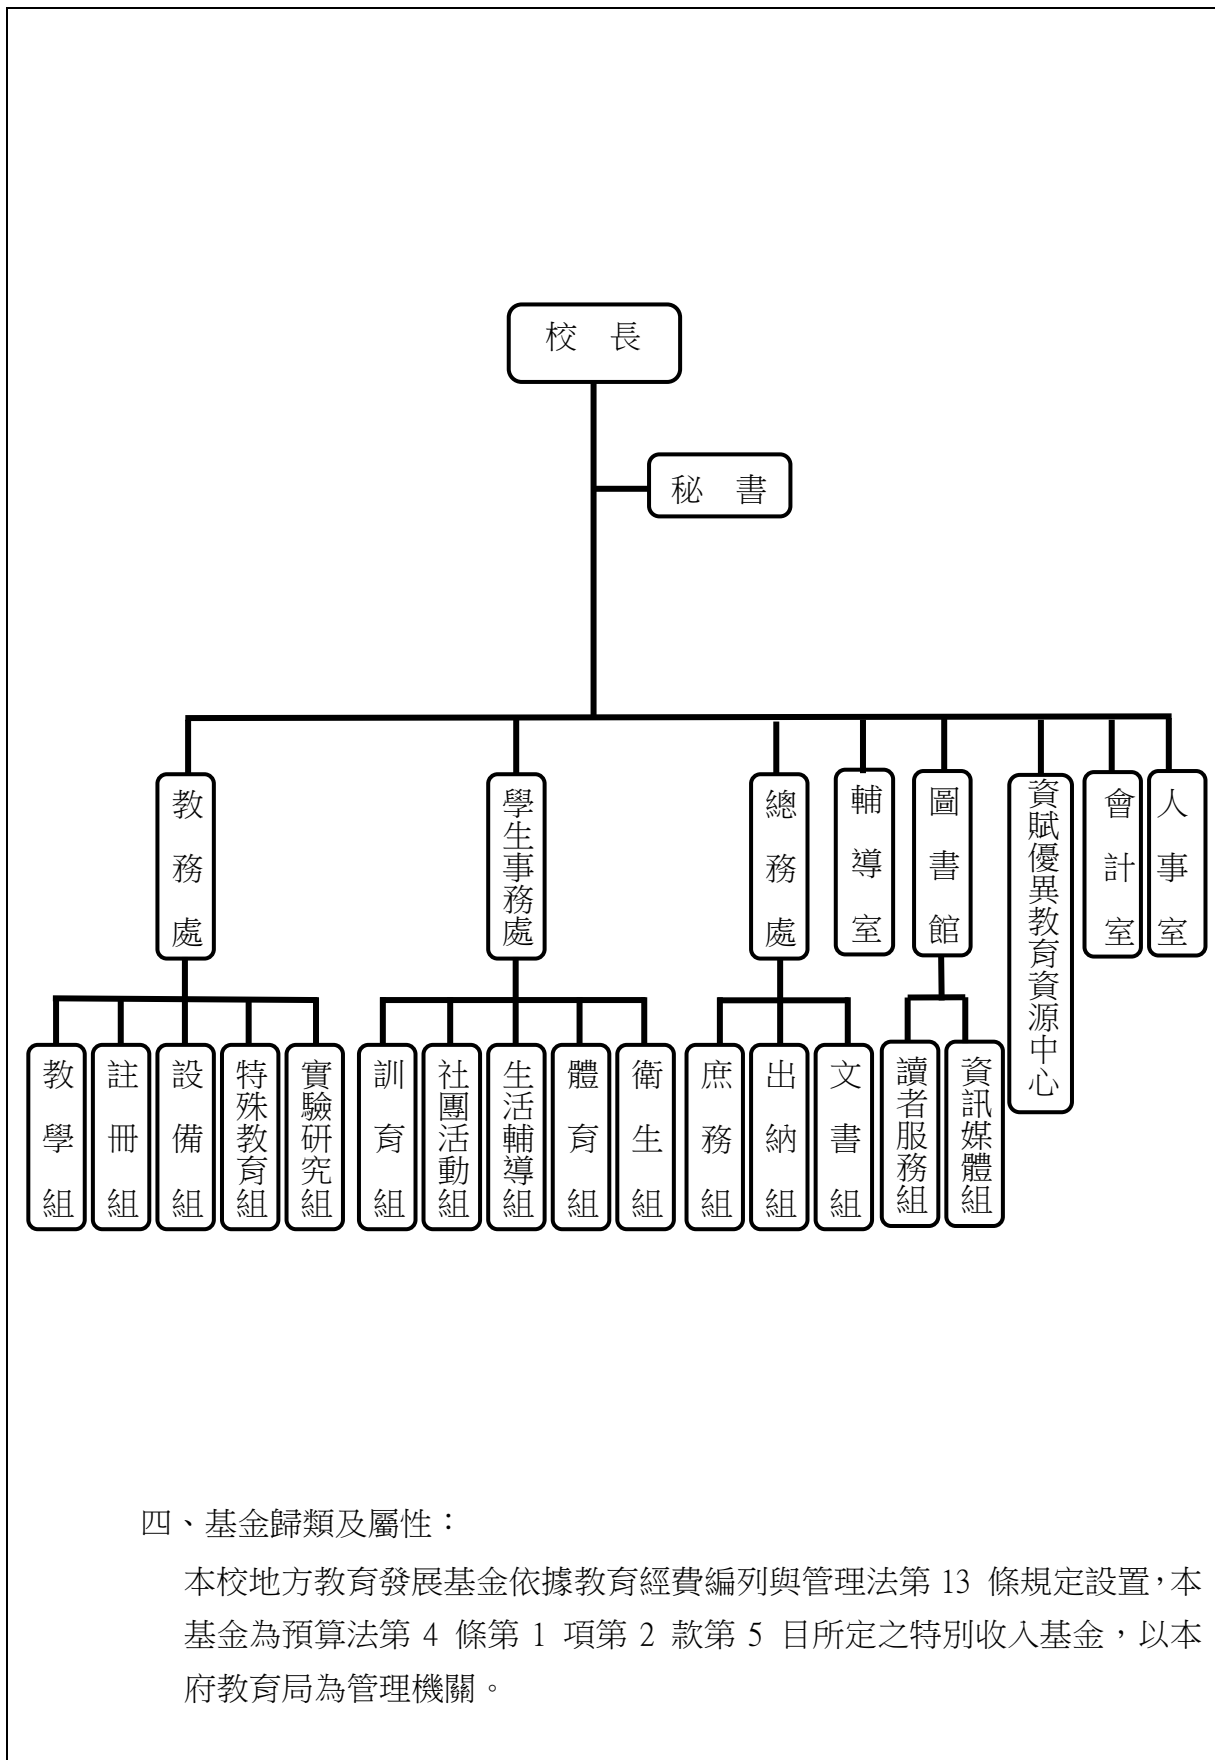 校　長
秘　書
教務處
學生事務處
總務處
輔導室
圖書館
資賦優異教育資源中心
會計室
人事室
教學組
註冊組
設備組
特殊教育組
實驗研究組
訓育組
社團活動組
生活輔導組
體育組
衛生組
庶務組
出納組
文書組
讀者服務組
資訊媒體組
四、基金歸類及屬性：
本校地方教育發展基金依據教育經費編列與管理法第 13 條規定設置，本
基金為預算法第 4 條第 1 項第 2 款第 5 目所定之特別收入基金，以本
府教育局為管理機關。